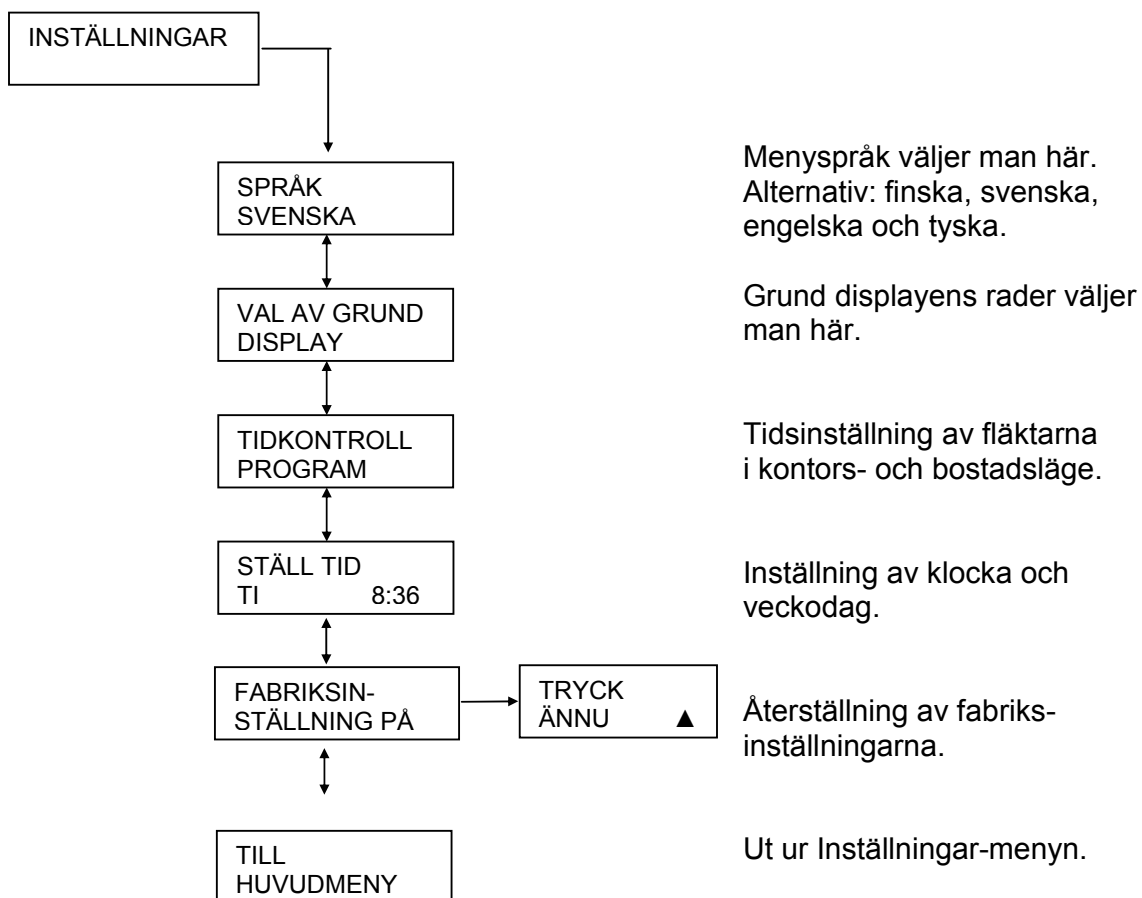 INSTÄLLNINGAR
SPRÅK
SVENSKA
Menyspråk väljer man här.
Alternativ: finska, svenska,
engelska och tyska.
VAL AV GRUND
DISPLAY
Grund displayens rader väljer
man här.
TIDKONTROLL
PROGRAM
Tidsinställning av fläktarna
i kontors- och bostadsläge.
STÄLL TID
TI 8:36
Inställning av klocka och
veckodag.
FABRIKSIN-
STÄLLNING PÅ
TRYCK
ÄNNU ▲
Återställning av fabriks-
inställningarna.
TILL
HUVUDMENY
Ut ur Inställningar-menyn.